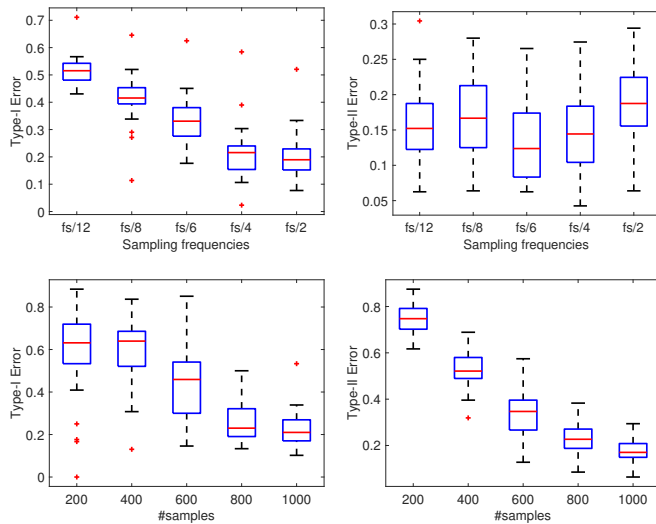 0.7
0.6
0.5
0.4
0.3
0.2
0.1
0
Type-I Error
fs/12 fs/8 fs/6 fs/4 fs/2
Sampling frequencies
0.3
0.25
0.2
0.15
0.1
0.05
Type-II Error
fs/12 fs/8 fs/6 fs/4 fs/2
Sampling frequencies
0.8
0.6
0.4
0.2
0
Type-I Error
200 400 600 800 1000
#samples
0.8
0.6
0.4
0.2
Type-II Error
200 400 600 800 1000
#samples